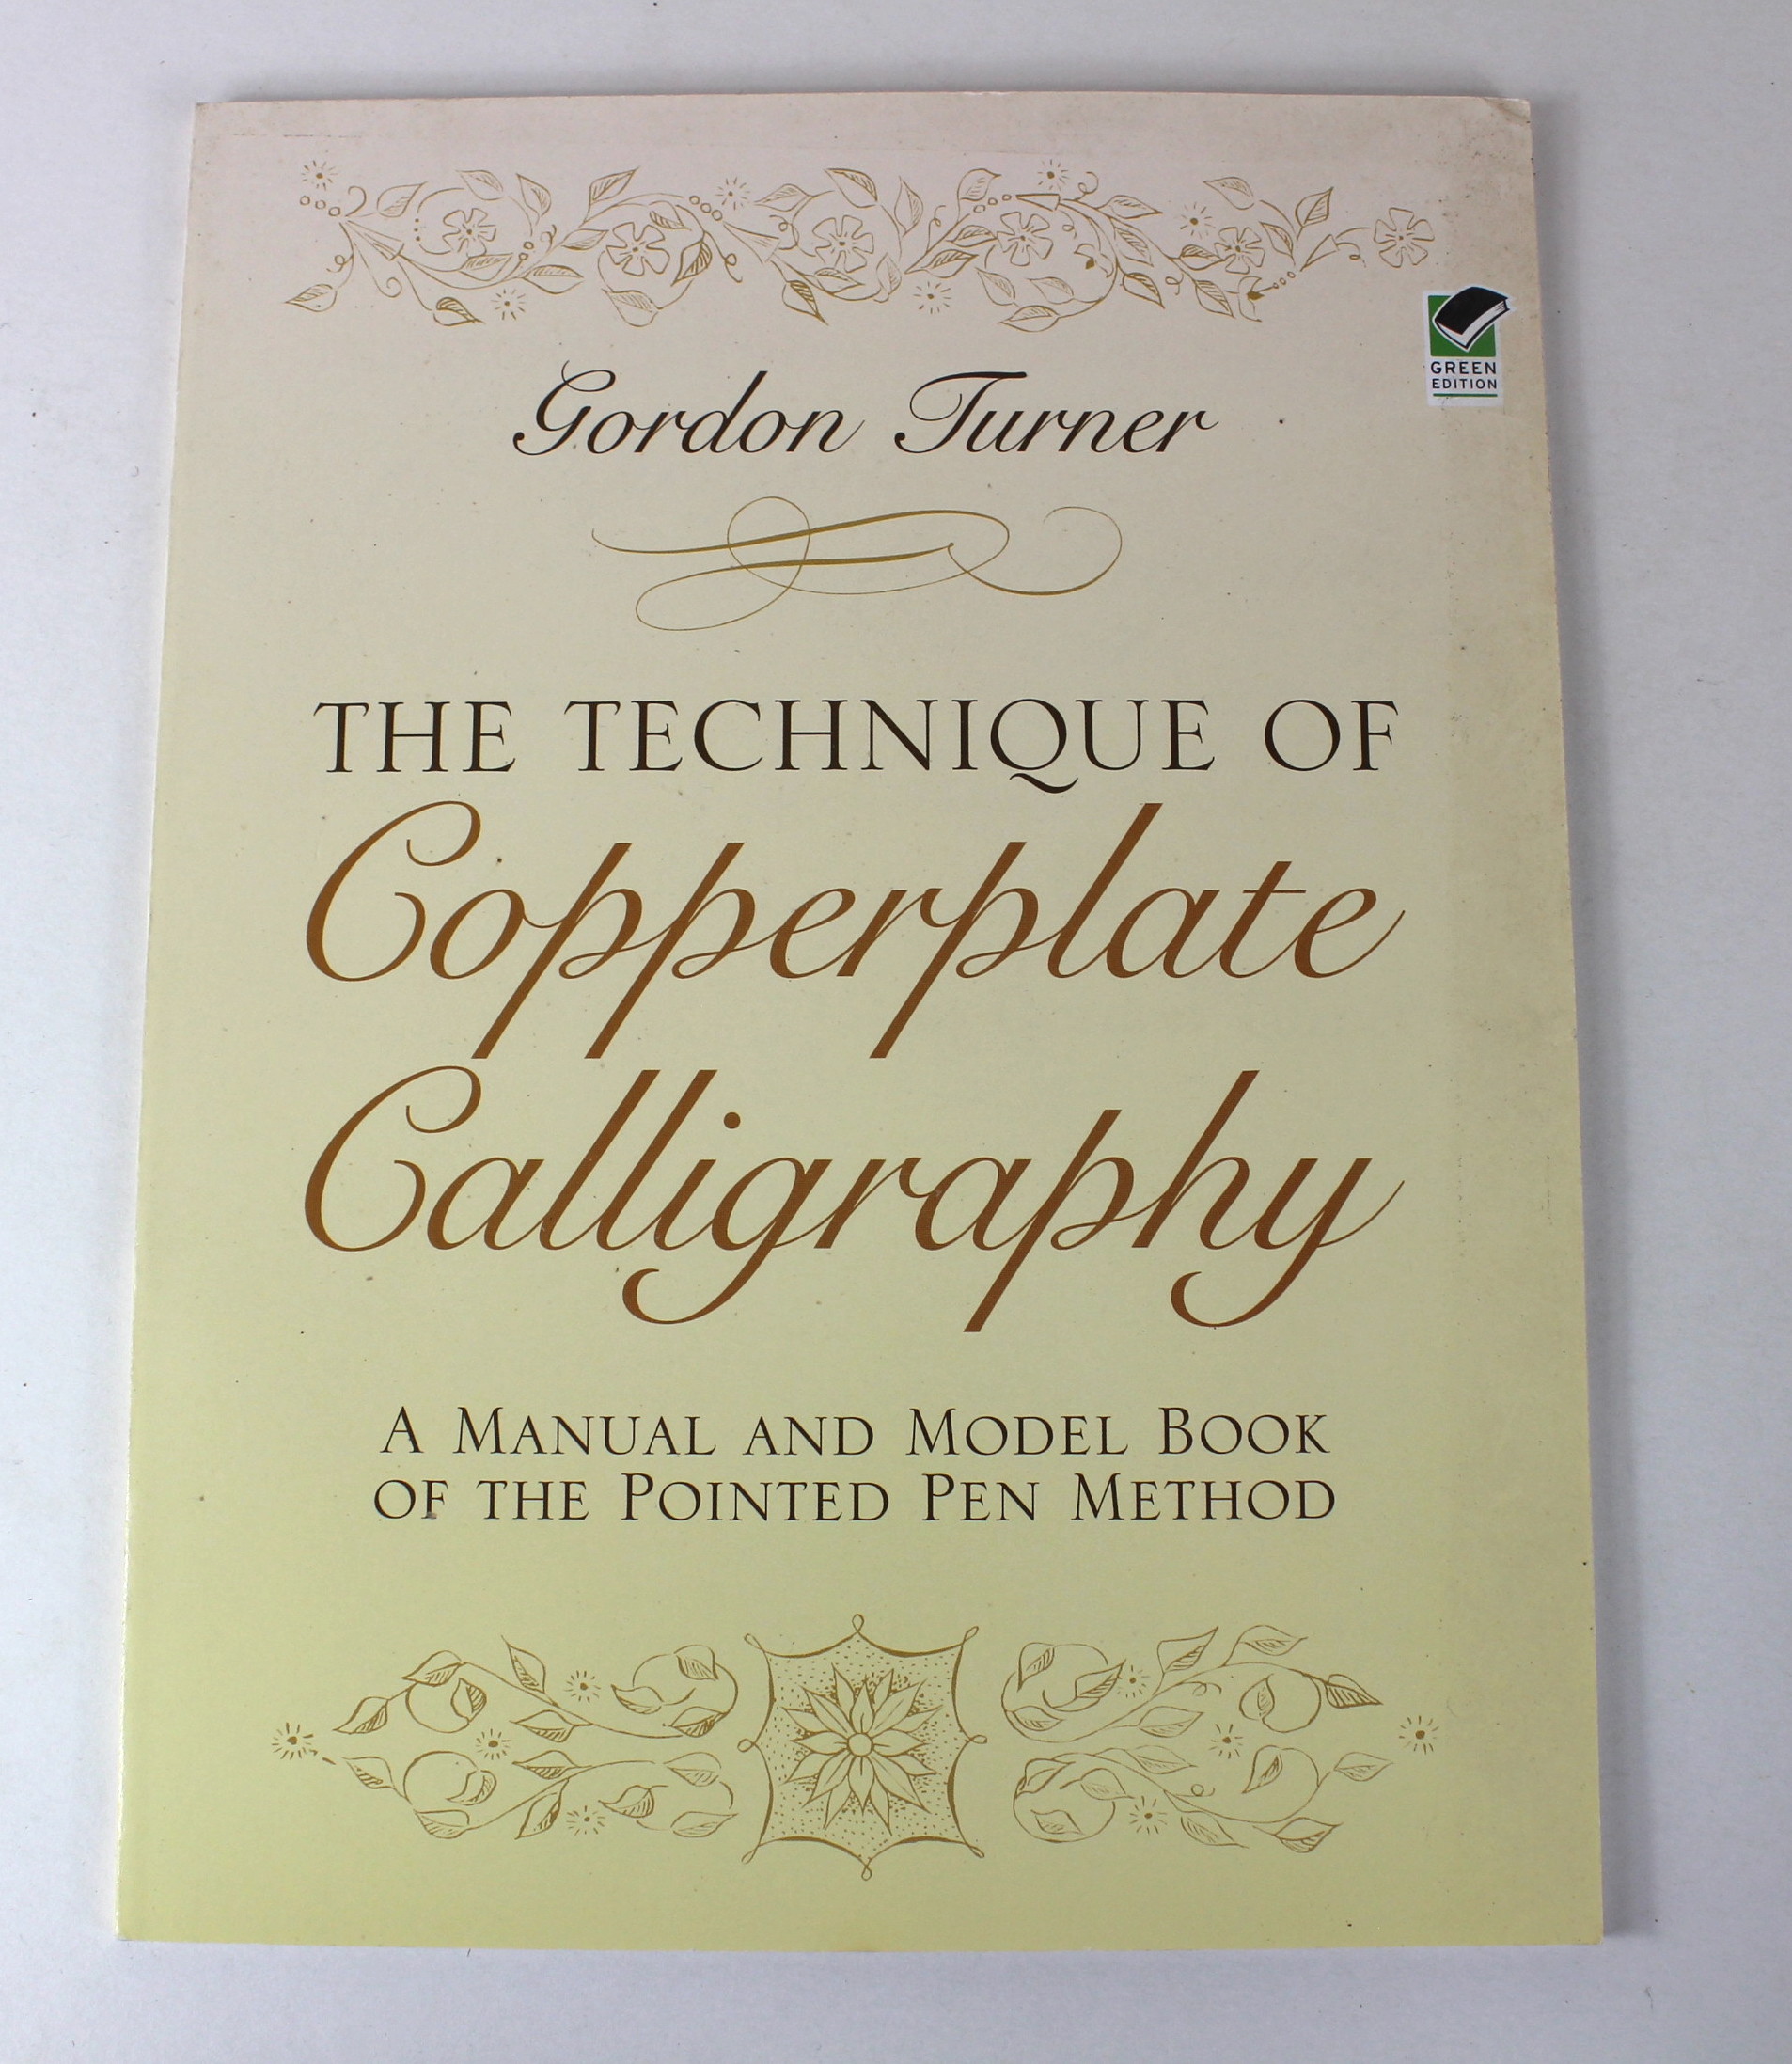 Gordon Turner
GREEN
EDITION
THE TECHNIQUE OF
Copperplate
Calligraphy
A MANUAL AND MODEL BOOK
OF THE POINTED PEN METHOD